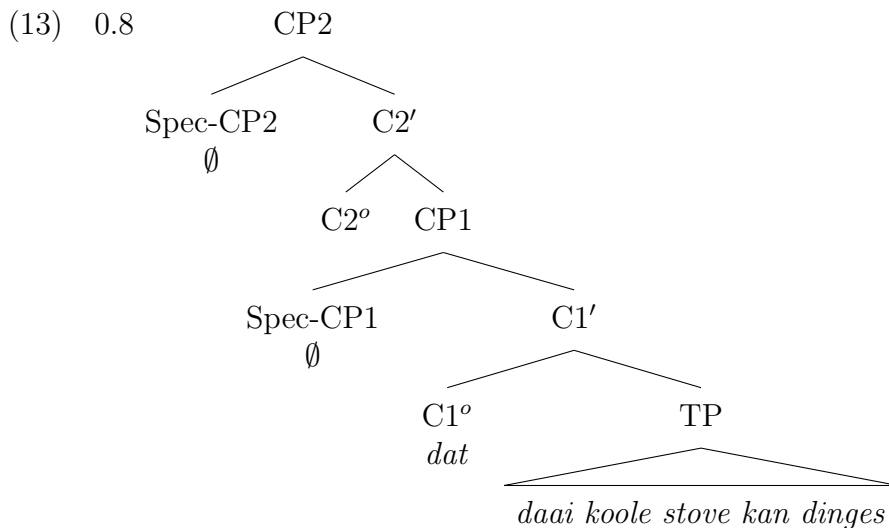 (13) 0.8 CP2
Spec-CP2 C2′
∅
C2ᵒ CP1
Spec-CP1 C1′
∅
C1ᵒ TP
dat
daai koole stove kan dinges